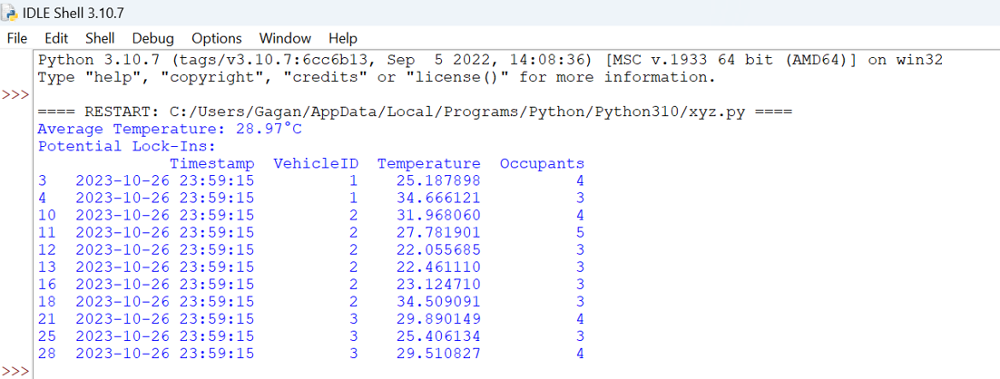 IDLE Shell 3.10.7
File Edit Shell Debug Options Window Help
Python 3.10.7 (tags/v3.10.7:6cc6b13, Sep  5 2022, 14:08:36) [MSC v.1933 64 bit (AMD64)] on win32
Type "help", "copyright", "credits" or "license()" for more information.
>>>
==== RESTART: C:/Users/Gagan/AppData/Local/Programs/Python/Python310/xyz.py ====
Average Temperature: 28.97°C
Potential Lock-Ins:
Timestamp VehicleID Temperature Occupants
3 2023-10-26 23:59:15 1 25.187898 4
4 2023-10-26 23:59:15 1 34.666121 3
10 2023-10-26 23:59:15 2 31.968060 4
11 2023-10-26 23:59:15 2 27.781901 5
12 2023-10-26 23:59:15 2 22.055685 3
13 2023-10-26 23:59:15 2 22.461110 3
16 2023-10-26 23:59:15 2 23.124710 3
18 2023-10-26 23:59:15 2 34.509091 3
21 2023-10-26 23:59:15 3 29.890149 4
25 2023-10-26 23:59:15 3 25.406134 3
28 2023-10-26 23:59:15 3 29.510827 4
>>>